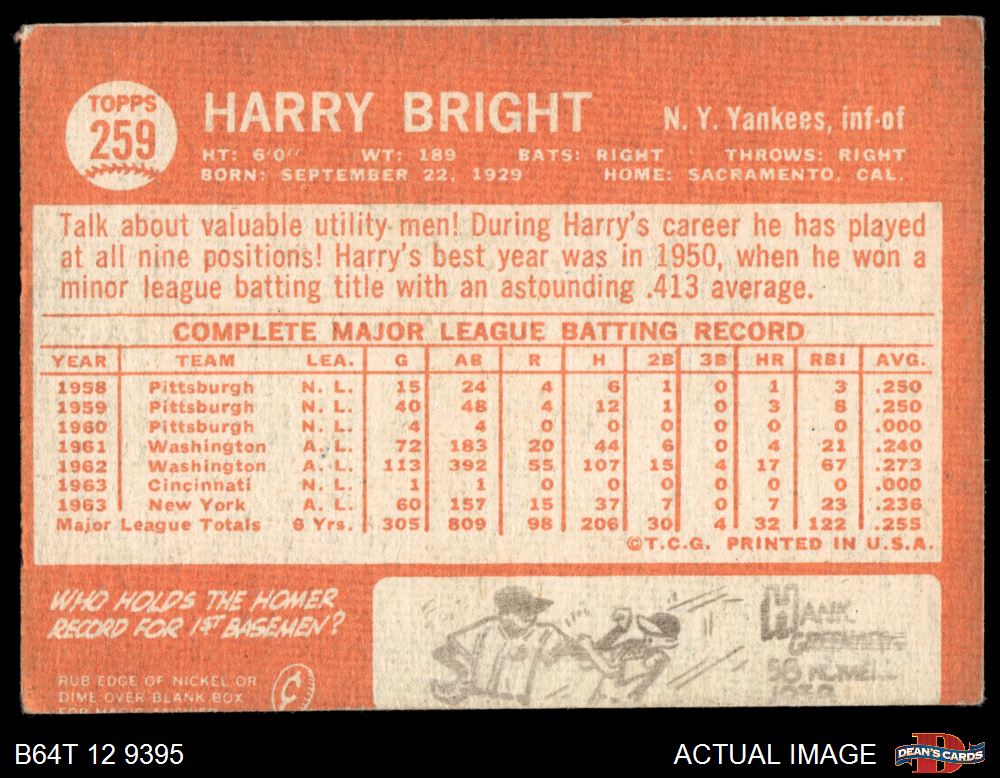 TOPPS
259
HARRY BRIGHT
N. Y. Yankees, inf-of
HT: 6'0" WT: 189 BATS: RIGHT THROWS: RIGHT
BORN: SEPTEMBER 22, 1929 HOME: SACRAMENTO, CAL.
Talk about valuable utility men! During Harry's career he has played
at all nine positions! Harry's best year was in 1950, when he won a
minor league batting title with an astounding .413 average.
COMPLETE MAJOR LEAGUE BATTING RECORD
YEAR TEAM LEA. G AB R H 2B 3B HR RBI AVG.
1958 Pittsburgh N. L. 15 24 4 6 1 0 1 3 .250
1959 Pittsburgh N. L. 40 48 4 12 1 0 3 8 .250
1960 Pittsburgh N. L. 4 4 0 0 0 0 0 0 .000
1961 Washington A. L. 72 183 20 44 6 0 4 21 .240
1962 Washington A. L. 113 392 55 107 15 4 17 67 .273
1963 Cincinnati N. L. 1 1 0 0 0 0 0 0 .000
1963 New York A. L. 60 157 15 37 7 0 7 23 .236
Major League Totals 6 Yrs. 305 809 98 206 30 4 32 122 .255
©T.C.G. PRINTED IN U.S.A.
WHO HOLDS THE HOMER
RECORD FOR 1ST BASEMEN?
RUB EDGE OF NICKEL OR
DIME OVER BLANK BOX
HANK
58
B64T 12 9395
ACTUAL IMAGE
DEAN'S CARDS